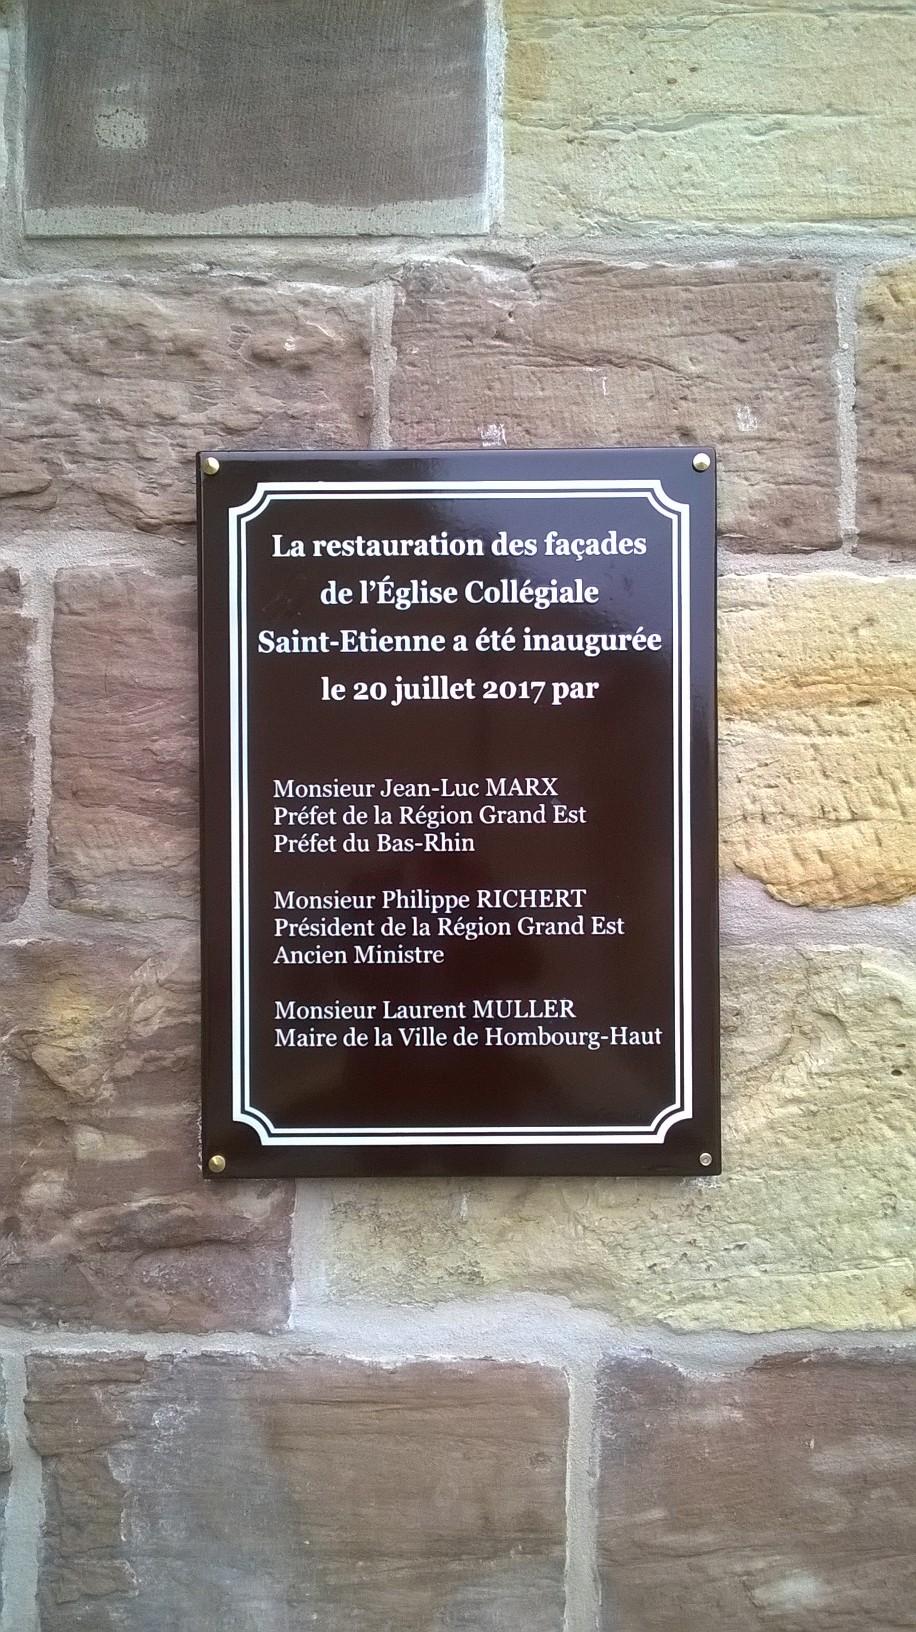 La restauration des façades
de l'Église Collégiale
Saint-Etienne a été inaugurée
le 20 juillet 2017 par
Monsieur Jean-Luc MARX
Préfet de la Région Grand Est
Préfet du Bas-Rhin
Monsieur Philippe RICHERT
Président de la Région Grand Est
Ancien Ministre
Monsieur Laurent MULLER
Maire de la Ville de Hombourg-Haut